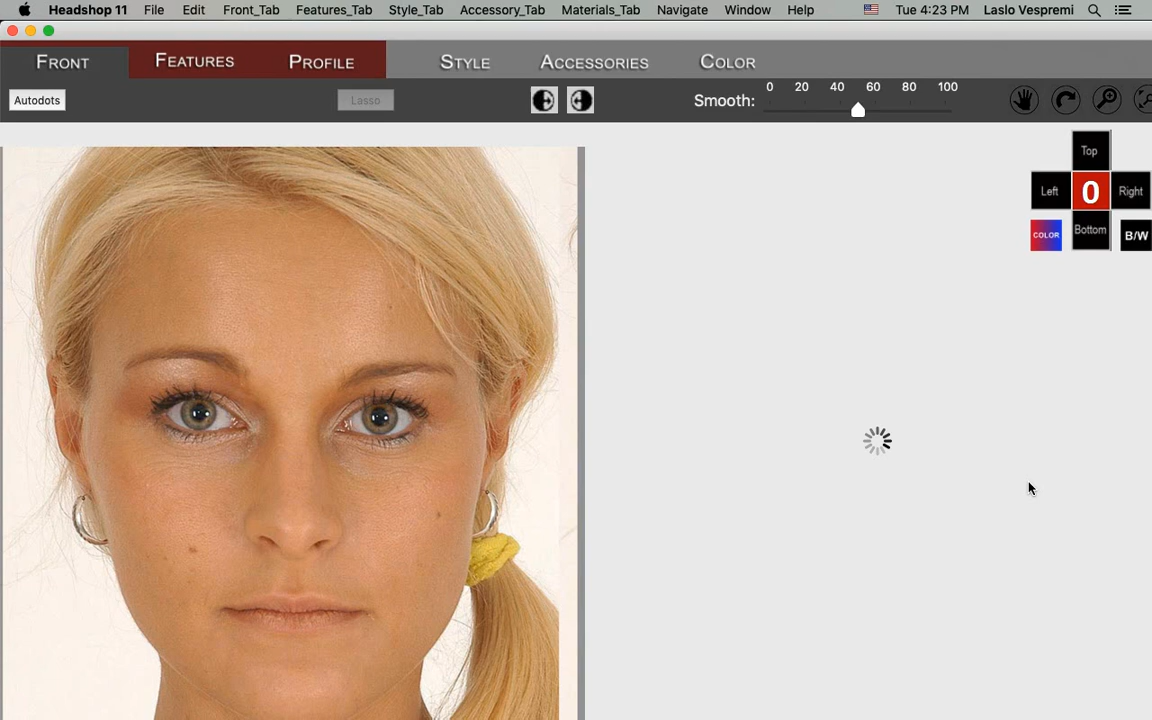 Headshop 11 File Edit Front_Tab Features_Tab Style_Tab Accessory_Tab Materials_Tab Navigate Window Help Tue 4:23 PM Laslo Vespremi
FRONT FEATURES PROFILE STYLE ACCESSORIES COLOR
Autodots Lasso Smooth: 0 20 40 60 80 100
Top
Left 0 Right
COLOR Bottom B/W